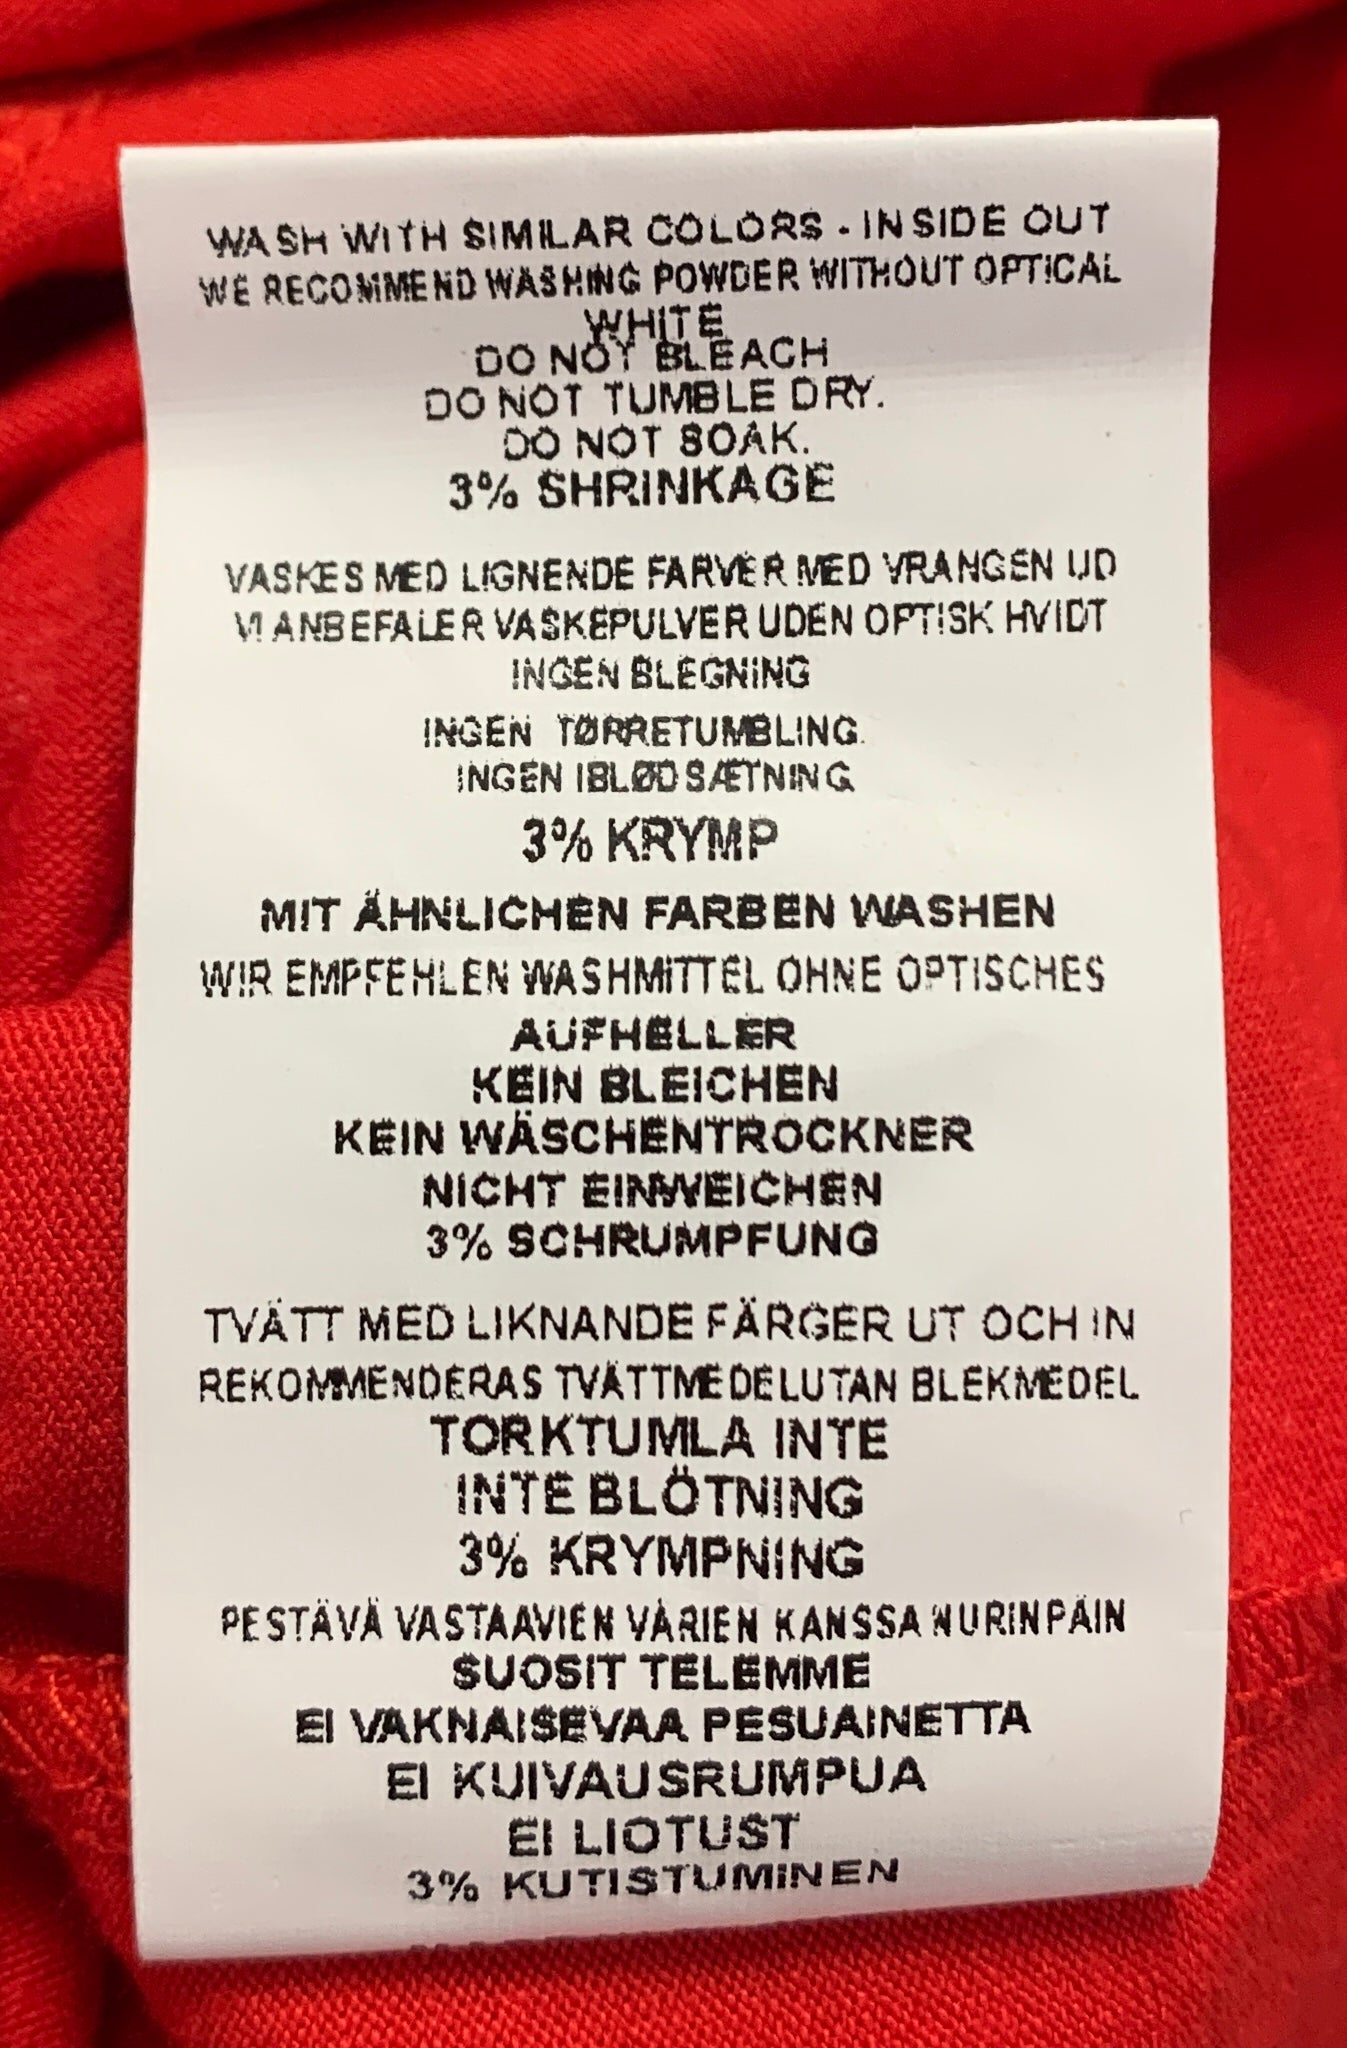 WASH WITH SIMILAR COLORS - INSIDE OUT
WE RECOMMEND WASHING POWDER WITHOUT OPTICAL
WHITE
DO NOT BLEACH
DO NOT TUMBLE DRY.
DO NOT SOAK.
3% SHRINKAGE
VASKES MED LIGNENDE FARVER MED VRANGEN UD
VI ANBEFALER VASKEPULVER UDEN OPTISK HVIDT
INGEN BLEGNING
INGEN TØRRETUMBLING.
INGEN IBLØDSÆTNING
3% KRYMP
MIT ÄHNLICHEN FARBEN WASHEN
WIR EMPFEHLEN WASHMITTEL OHNE OPTISCHES
AUFHELLER
KEIN BLEICHEN
KEIN WÄSCHENTROCKNER
NICHT EINWEICHEN
3% SCHRUMPFUNG
TVÄTT MED LIKNANDE FÄRGER UT OCH IN
REKOMMENDERAS TVÄTTMEDELUTAN BLEKMEDEL
TORKTUMLA INTE
INTE BLÖTNING
3% KRYMPNING
PESTÄVÄ VASTAAVIEN VÄRIEN KANSSA NURINPÄIN
SUOSIT TELEMME
EI VAKNAISEVAA PESUAINETTA
EI KUIVAUSRUMPUA
EI LIOTUST
3% KUTISTUMINEN